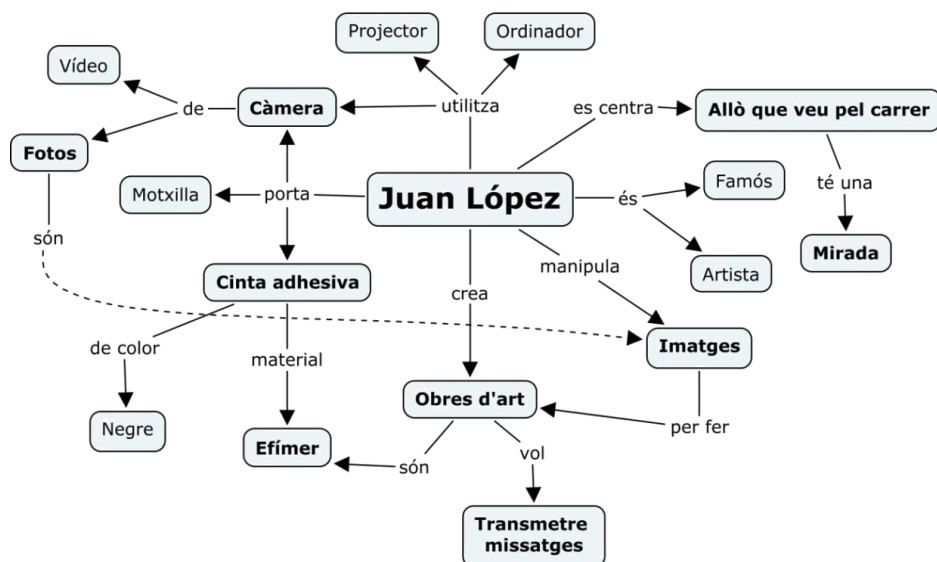 Projector
Ordinador
Vídeo
de
Càmera
utilitza
es centra
Allò que veu pel carrer
Fotos
Motxilla
porta
Juan López
és
Famós
té una
són
Cinta adhesiva
crea
manipula
Artista
Mirada
de color
material
Imatges
Negre
Efímer
Obres d'art
per fer
són
vol
Transmetre
missatges